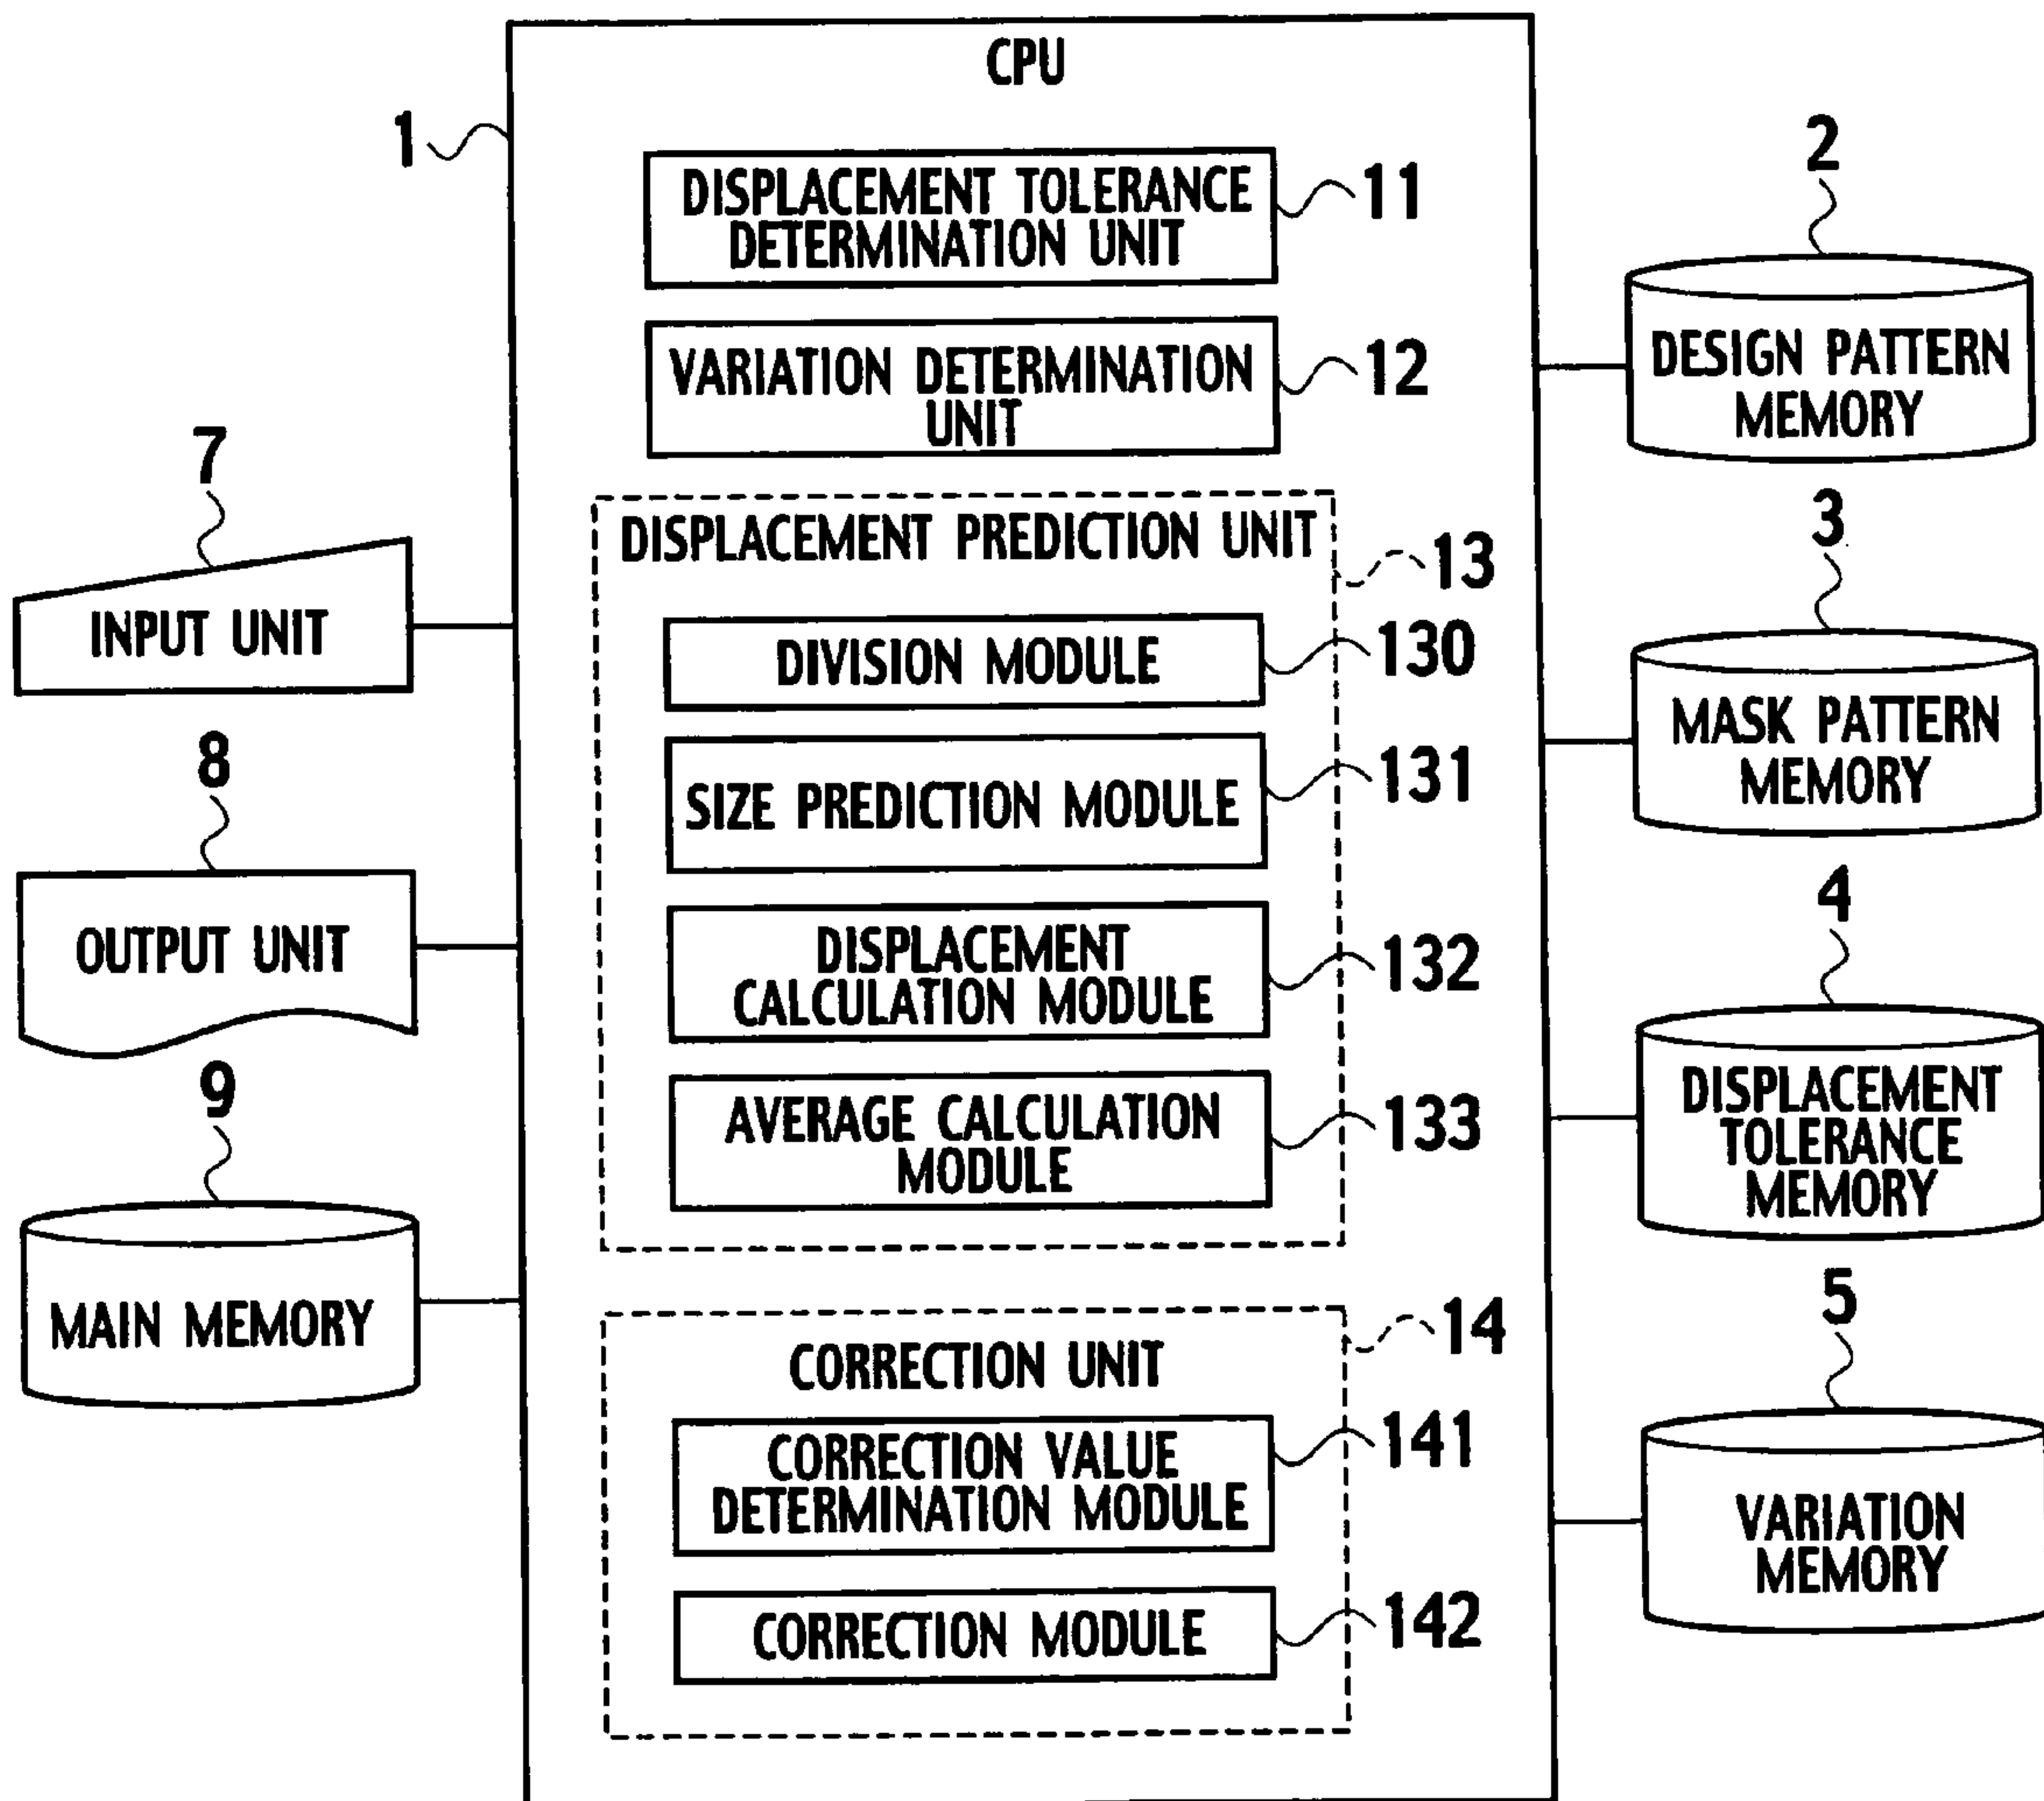 CPU
1
DISPLACEMENT TOLERANCE
DETERMINATION UNIT
11
VARIATION DETERMINATION
UNIT
12
DISPLACEMENT PREDICTION UNIT
13
DIVISION MODULE
130
SIZE PREDICTION MODULE
131
DISPLACEMENT
CALCULATION MODULE
132
AVERAGE CALCULATION
MODULE
133
CORRECTION UNIT
14
CORRECTION VALUE
DETERMINATION MODULE
141
CORRECTION MODULE
142
7
INPUT UNIT
8
OUTPUT UNIT
9
MAIN MEMORY
2
DESIGN PATTERN
MEMORY
3
MASK PATTERN
MEMORY
4
DISPLACEMENT
TOLERANCE
MEMORY
5
VARIATION
MEMORY